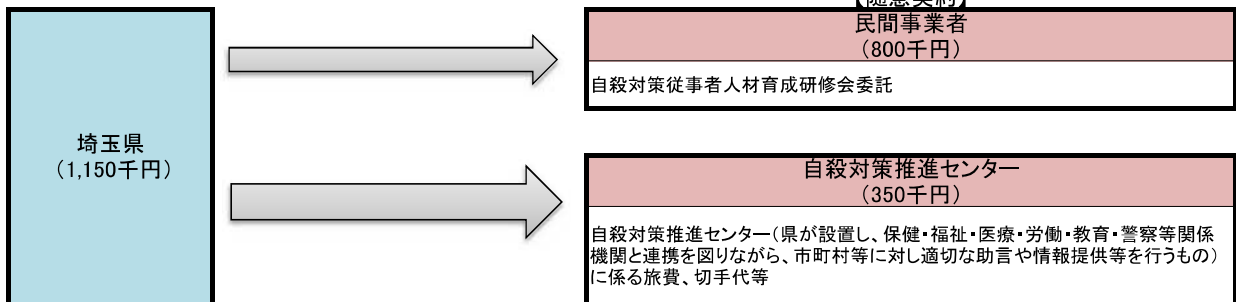 【随意契約】
民間事業者
（800千円）
自殺対策従事者人材育成研修会委託
埼玉県
（1,150千円）
自殺対策推進センター
（350千円）
自殺対策推進センター（県が設置し、保健・福祉・医療・労働・教育・警察等関係
機関と連携を図りながら、市町村等に対し適切な助言や情報提供等を行うもの）
に係る旅費、切手代等